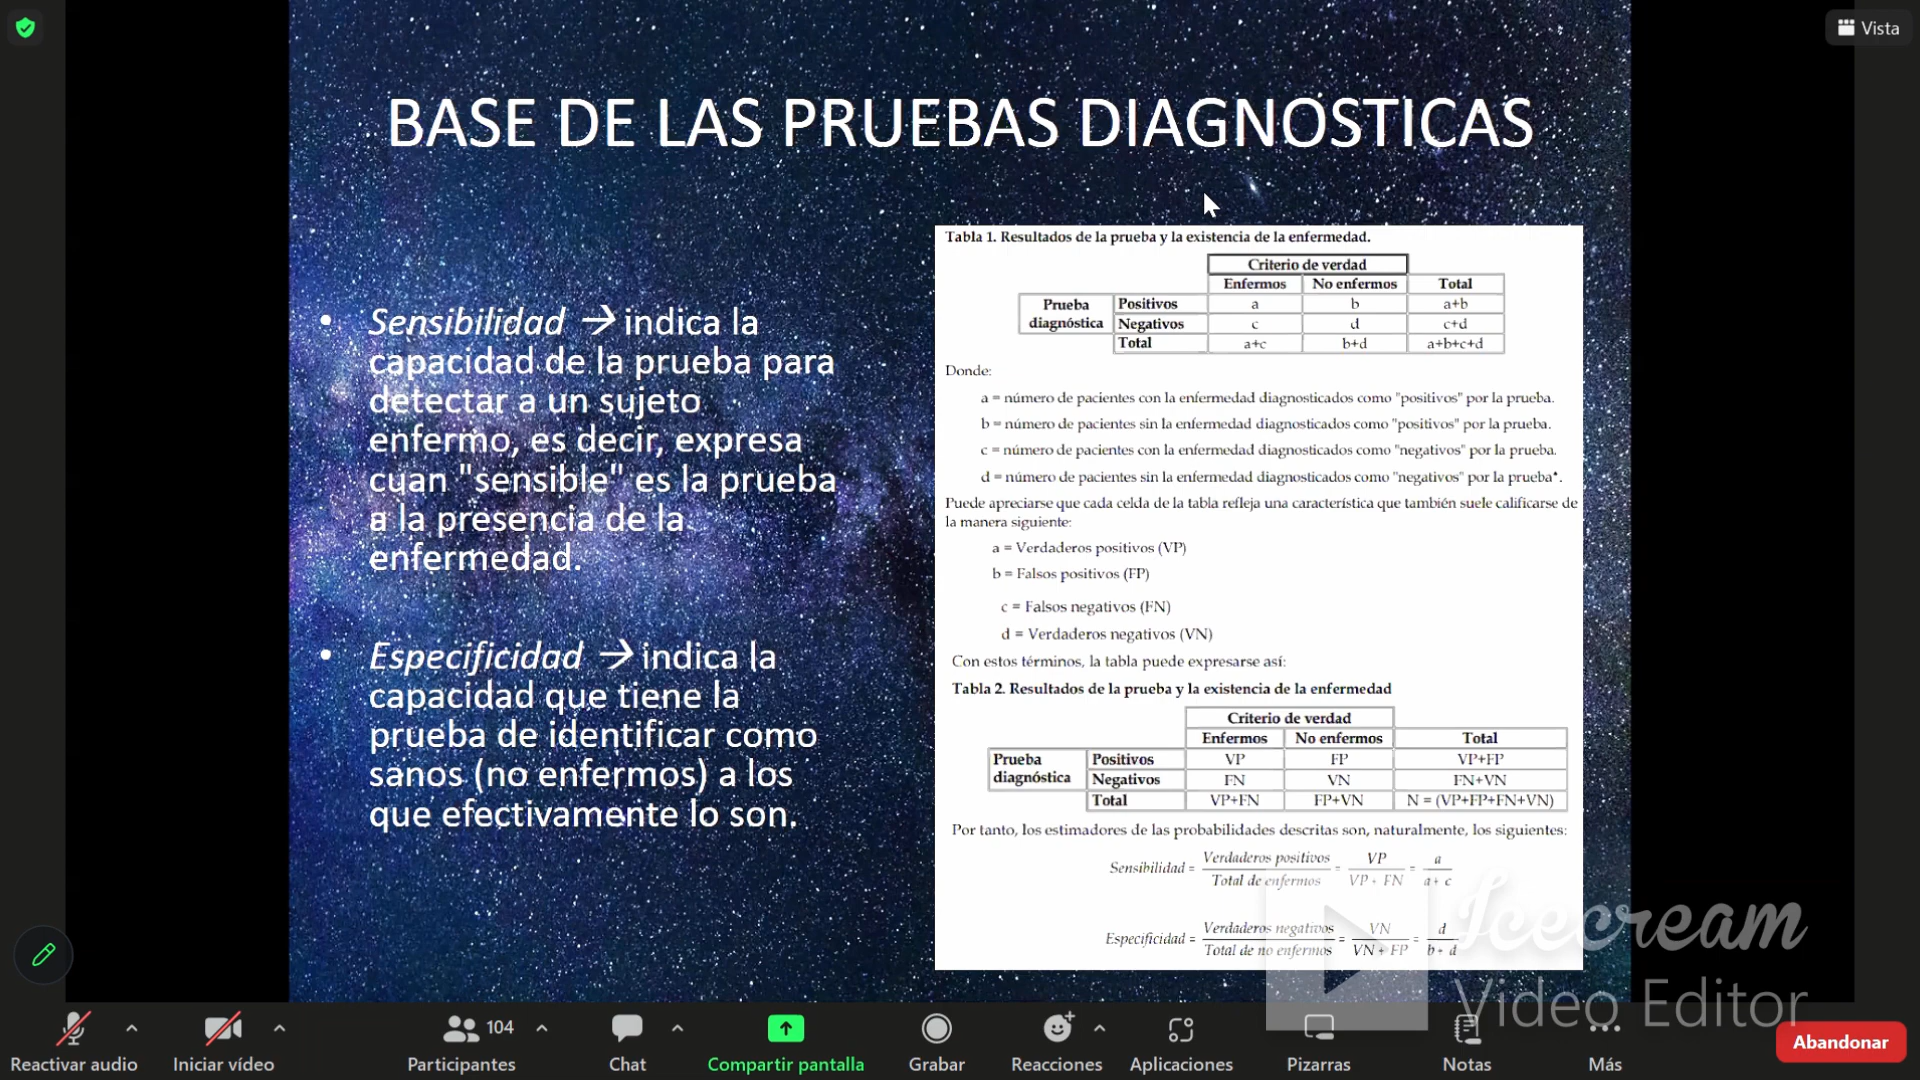 Vista
BASE DE LAS PRUEBAS DIAGNOSTICAS
• Sensibilidad → indica la
capacidad de la prueba para
detectar a un sujeto
enfermo, es decir, expresa
cuan "sensible" es la prueba
a la presencia de la
enfermedad.
• Especificidad → indica la
capacidad que tiene la
prueba de identificar como
sanos (no enfermos) a los
que efectivamente lo son.
Tabla 1. Resultados de la prueba y la existencia de la enfermedad.
Criterio de verdad
Enfermos No enfermos Total
Prueba diagnóstica Positivos a b a+b
Negativos c d c+d
Total a+c b+d a+b+c+d
Donde:
a = número de pacientes con la enfermedad diagnosticados como "positivos" por la prueba.
b = número de pacientes sin la enfermedad diagnosticados como "positivos" por la prueba.
c = número de pacientes con la enfermedad diagnosticados como "negativos" por la prueba.
d = número de pacientes sin la enfermedad diagnosticados como "negativos" por la prueba*.
Puede apreciarse que cada celda de la tabla refleja una característica que también suele calificarse de
la manera siguiente:
a = Verdaderos positivos (VP)
b = Falsos positivos (FP)
c = Falsos negativos (FN)
d = Verdaderos negativos (VN)
Con estos términos, la tabla puede expresarse así:
Tabla 2. Resultados de la prueba y la existencia de la enfermedad
Criterio de verdad
Enfermos No enfermos Total
Prueba diagnóstica Positivos VP FP VP+FP
Negativos FN VN FN+VN
Total VP+FN FP+VN N = (VP+FP+FN+VN)
Por tanto, los estimadores de las probabilidades descritas son, naturalmente, los siguientes:
Sensibilidad = Verdaderos positivos / Total de enfermos = VP / VP + FN = a / a + c
Especificidad = Verdaderos negativos / Total de no enfermos = VN / VN + FP = d / b + d
Icecream
Video Editor
Reactivar audio
Iniciar vídeo
104
Participantes
Chat
Compartir pantalla
Grabar
Reacciones
Aplicaciones
Pizarras
Notas
Más
Abandonar